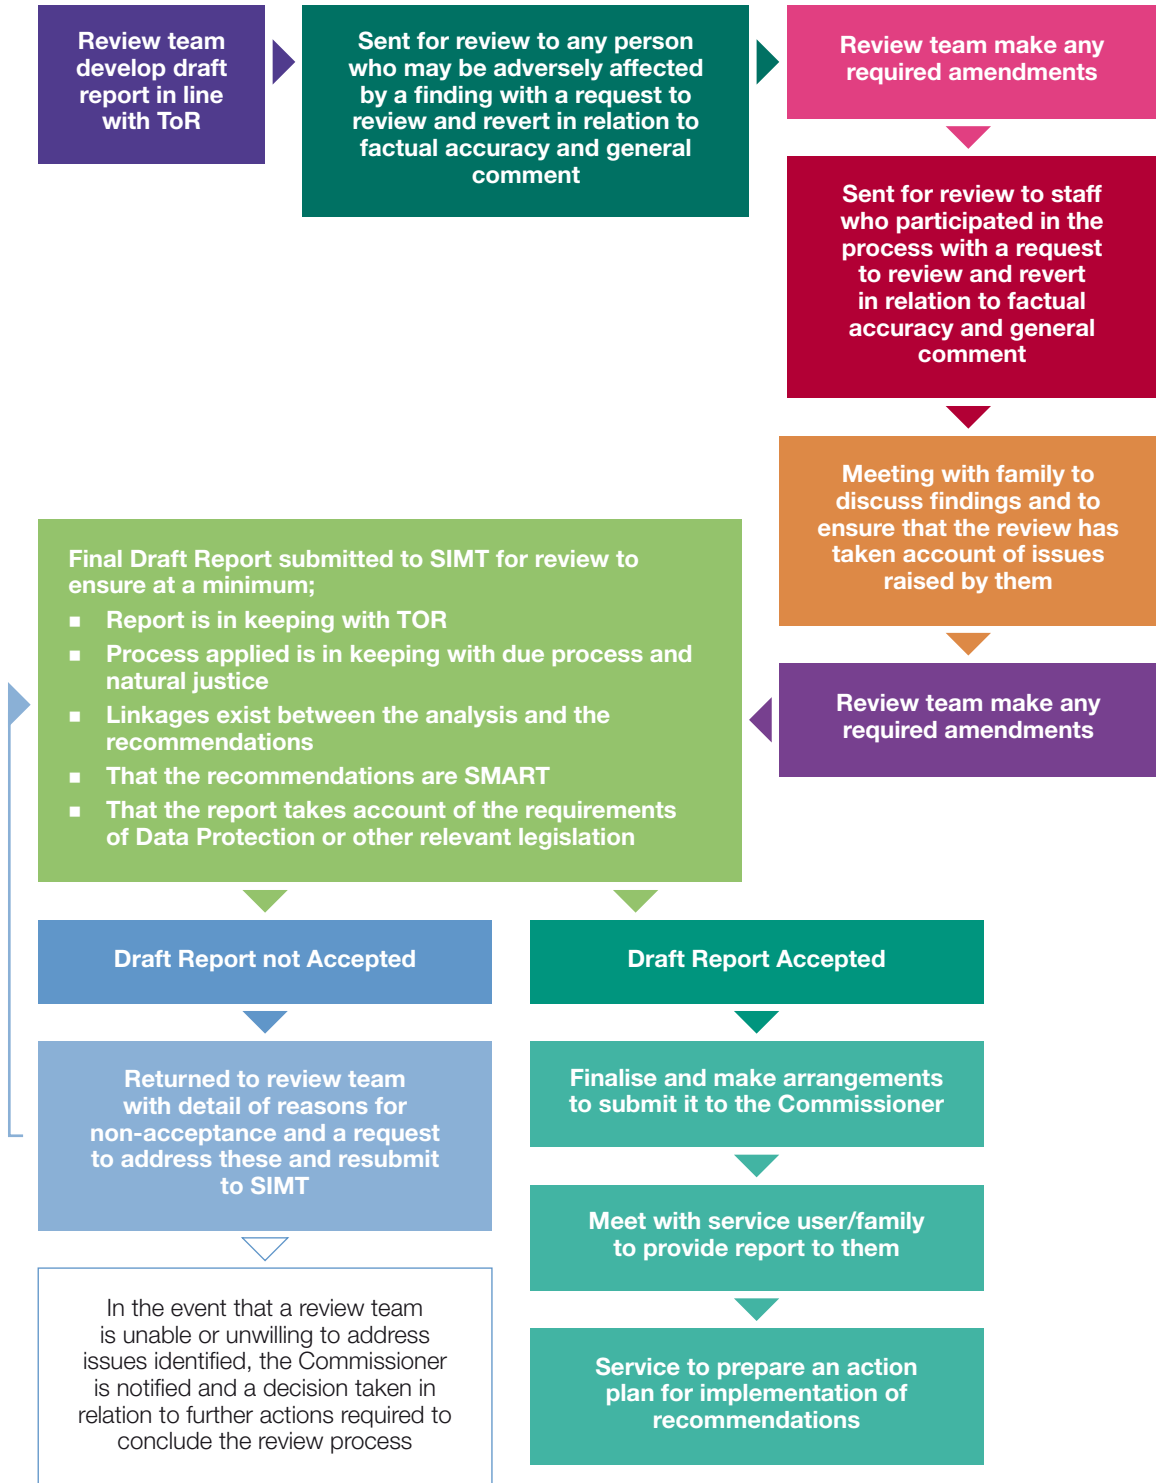 Review team
develop draft
report in line
with ToR
Sent for review to any person
who may be adversely affected
by a finding with a request to
review and revert in relation to
factual accuracy and general
comment
Review team make any
required amendments
Sent for review to staff
who participated in the
process with a request
to review and revert
in relation to factual
accuracy and general
comment
Meeting with family to
discuss findings and to
ensure that the review has
taken account of issues
raised by them
Review team make any
required amendments
Final Draft Report submitted to SIMT for review to
ensure at a minimum;
■ Report is in keeping with TOR
■ Process applied is in keeping with due process and
natural justice
■ Linkages exist between the analysis and the
recommendations
■ That the recommendations are SMART
■ That the report takes account of the requirements
of Data Protection or other relevant legislation
Draft Report not Accepted
Returned to review team
with detail of reasons for
non-acceptance and a request
to address these and resubmit
to SIMT
In the event that a review team
is unable or unwilling to address
issues identified, the Commissioner
is notified and a decision taken in
relation to further actions required to
conclude the review process
Draft Report Accepted
Finalise and make arrangements
to submit it to the Commissioner
Meet with service user/family
to provide report to them
Service to prepare an action
plan for implementation of
recommendations